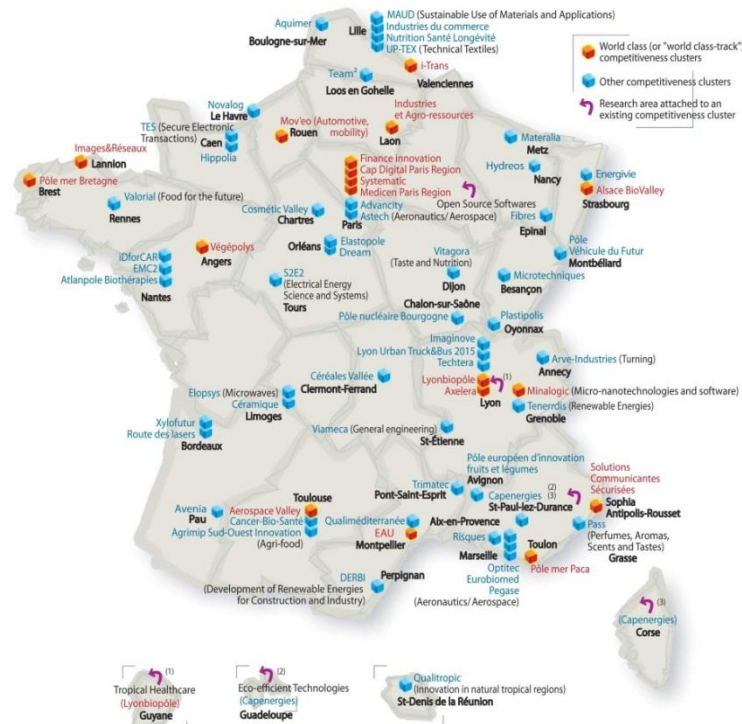 MAUD (Sustainable Use of Materials and Applications)
Industries du commerce
Nutrition Santé Longévité
UP-TEX (Technical Textiles)
Lille
Aquimer
Boulogne-sur-Mer
World class (or "world class-track")
competitiveness clusters
Other competitiveness clusters
Research area attached to an
existing competitiveness cluster
i-Trans
Valenciennes
Team²
Loos en Gohelle
Novalog
Le Havre
Mov'eo (Automotive,
mobility)
Rouen
Industries
et Agro-ressources
Laon
TES (Secure Electronic
Transactions)
Caen
Hippolia
Materalia
Metz
Images&Réseaux
Lannion
Pôle mer Bretagne
Brest
Valorial (Food for the future)
Rennes
Finance Innovation
Cap Digital Paris Region
Systematic
Medicen Paris Region
Advancity
Astech (Aeronautics/ Aerospace)
Paris
Open Source Softwares
Hydreos
Nancy
Energivie
Alsace BioValley
Strasbourg
Fibres
Epinal
Cosmetic Valley
Chartres
Pôle
Véhicule du Futur
Montbéliard
Végépolys
Angers
Orléans
Elastopole
Dream
iDforCAR
EMC2
Atlanpole Biothérapies
Nantes
S2E2
(Electrical Energy
Science and Systems)
Tours
Vitagora
(Taste and Nutrition)
Dijon
Microtechniques
Besançon
Chalon-sur-Saône
Pôle nucléaire Bourgogne
Plastipolis
Oyonnax
Imaginove
Lyon Urban Truck&Bus 2015
Techtera
Lyonbiopôle
Axelera
(1)
Lyon
Arve-Industries (Turning)
Annecy
Minalogic (Micro-nanotechnologies and software)
Tenerrdis (Renewable Energies)
Grenoble
Céréales Vallée
Clermont-Ferrand
Elopsys (Microwaves)
Céramique
Limoges
Xylofutur
Route des lasers
Bordeaux
Viameca (General engineering)
St-Étienne
Pôle européen d'innovation
fruits et légumes
Avignon
Trimatec
Pont-Saint-Esprit
Capenergies (2)
(3)
St-Paul-lez-Durance
Solutions
Communicantes
Sécurisées
Sophia
Antipolis-Rousset
Avenia
Pau
Toulouse
Aerospace Valley
Cancer-Bio-Santé
Agrimip Sud-Ouest Innovation
(Agri-food)
Qualiméditerranée
EAU
Montpellier
Aix-en-Provence
Risques
Marseille
Optitec
Eurobiomed
Pegase
(Aeronautics/ Aerospace)
Toulon
Pôle mer Paca
Pass
(Perfumes, Aromas,
Scents and Tastes)
Grasse
DERBI
Perpignan
(Development of Renewable Energies
for Construction and Industry)
(3)
(Capenergies)
Corse
(1)
Tropical Healthcare
(Lyonbiopôle)
Guyane
(2)
Eco-efficient Technologies
(Capenergies)
Guadeloupe
Qualitropic
(Innovation in natural tropical regions)
St-Denis de la Réunion